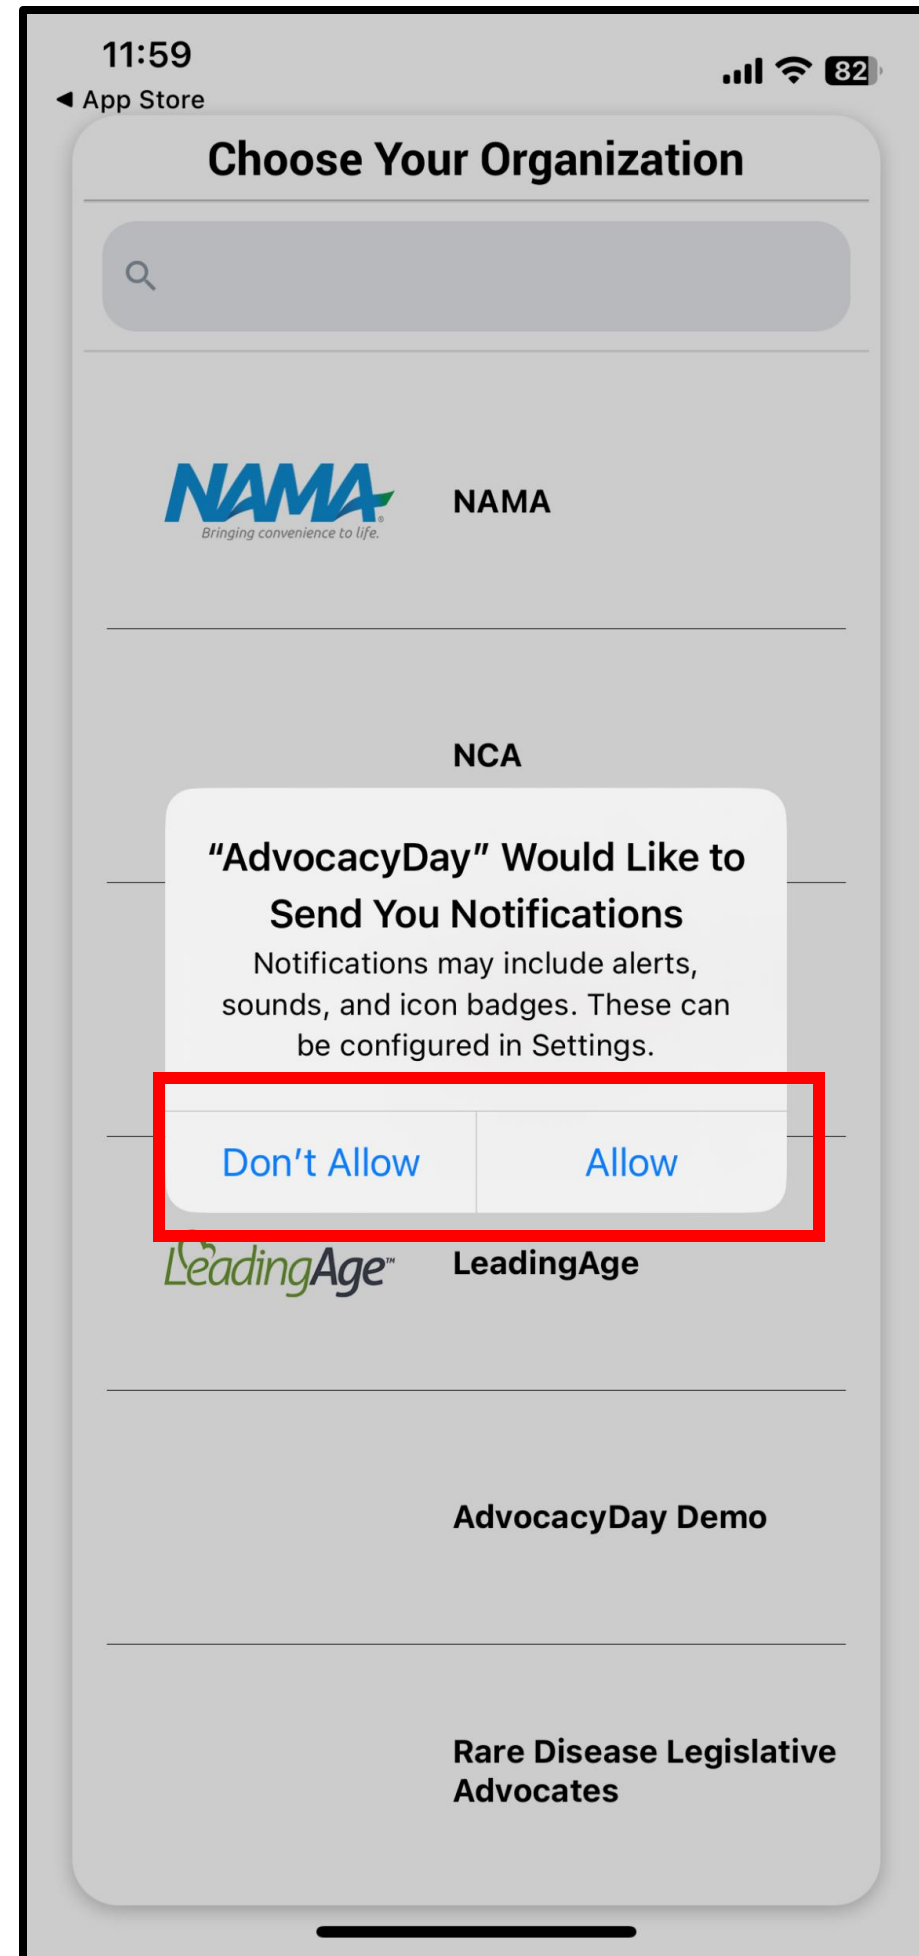 11:59
82
◀ App Store
Choose Your Organization
NAMA®
Bringing convenience to life.
NAMA
NCA
“AdvocacyDay” Would Like to
Send You Notifications
Notifications may include alerts,
sounds, and icon badges. These can
be configured in Settings.
Don’t Allow
Allow
LeadingAge™
LeadingAge
AdvocacyDay Demo
Rare Disease Legislative
Advocates